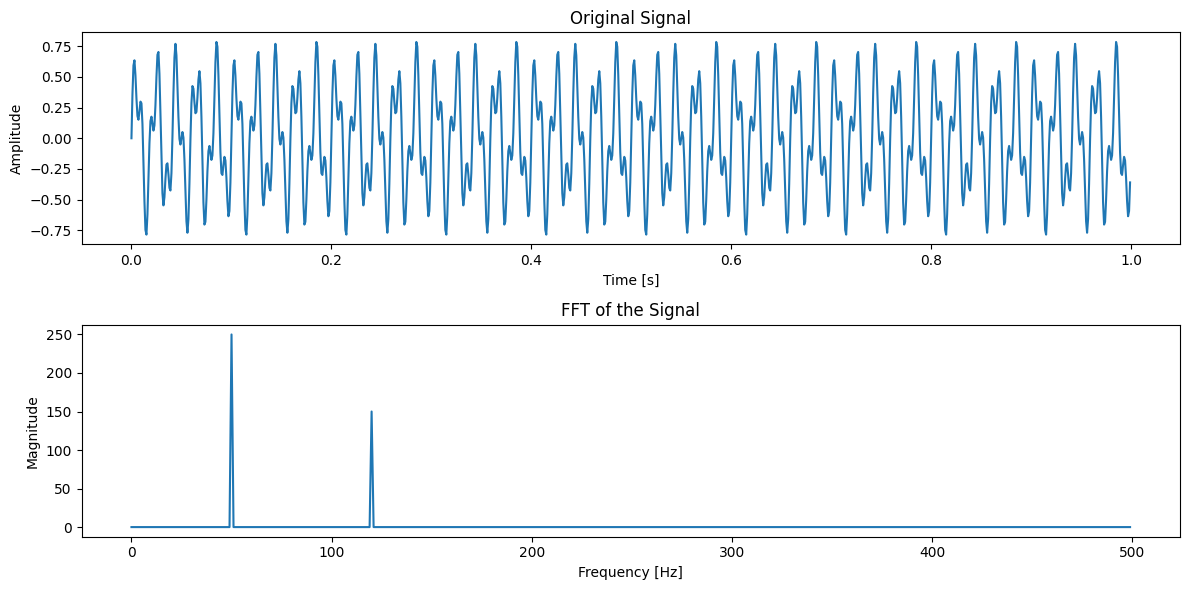 Original Signal
0.75
0.50
0.25
0.00
−0.25
−0.50
−0.75
Amplitude
0.0 0.2 0.4 0.6 0.8 1.0
Time [s]
FFT of the Signal
250
200
150
100
50
0
Magnitude
0 100 200 300 400 500
Frequency [Hz]